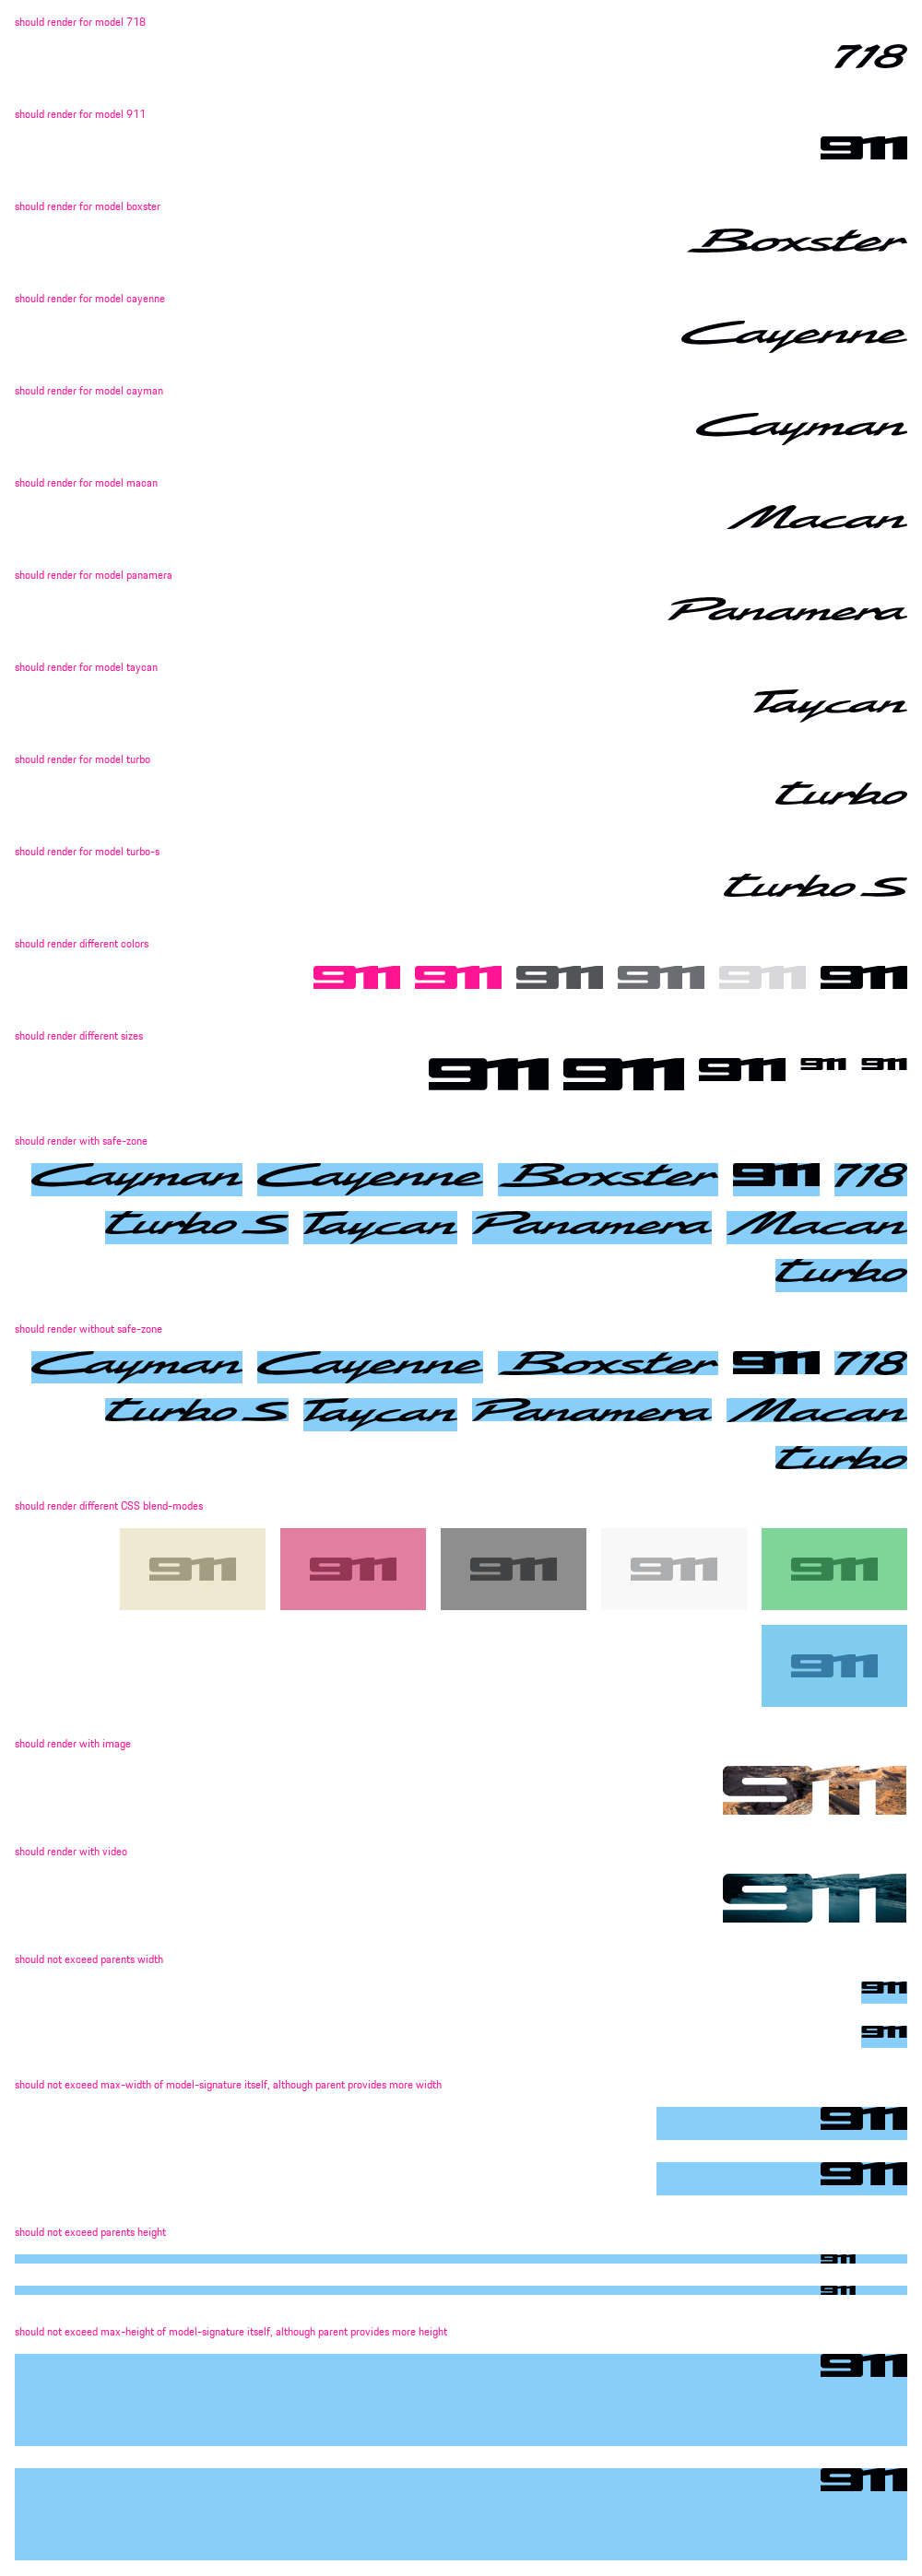 should render for model 718
718
should render for model 911
911
should render for model boxster
Boxster
should render for model cayenne
Cayenne
should render for model cayman
Cayman
should render for model macan
Macan
should render for model panamera
Panamera
should render for model taycan
Taycan
should render for model turbo
turbo
should render for model turbo-s
turbo S
should render different colors
911 911 911 911 911 911
should render different sizes
911 911 911 911 911
should render with safe-zone
Cayman Cayenne Boxster 911 718
turbo S Taycan Panamera Macan
turbo
should render without safe-zone
Cayman Cayenne Boxster 911 718
turbo S Taycan Panamera Macan
turbo
should render different CSS blend-modes
911 911 911 911 911
911
should render with image
911
should render with video
911
should not exceed parents width
911
911
should not exceed max-width of model-signature itself, although parent provides more width
911
911
should not exceed parents height
911
911
should not exceed max-height of model-signature itself, although parent provides more height
911
911